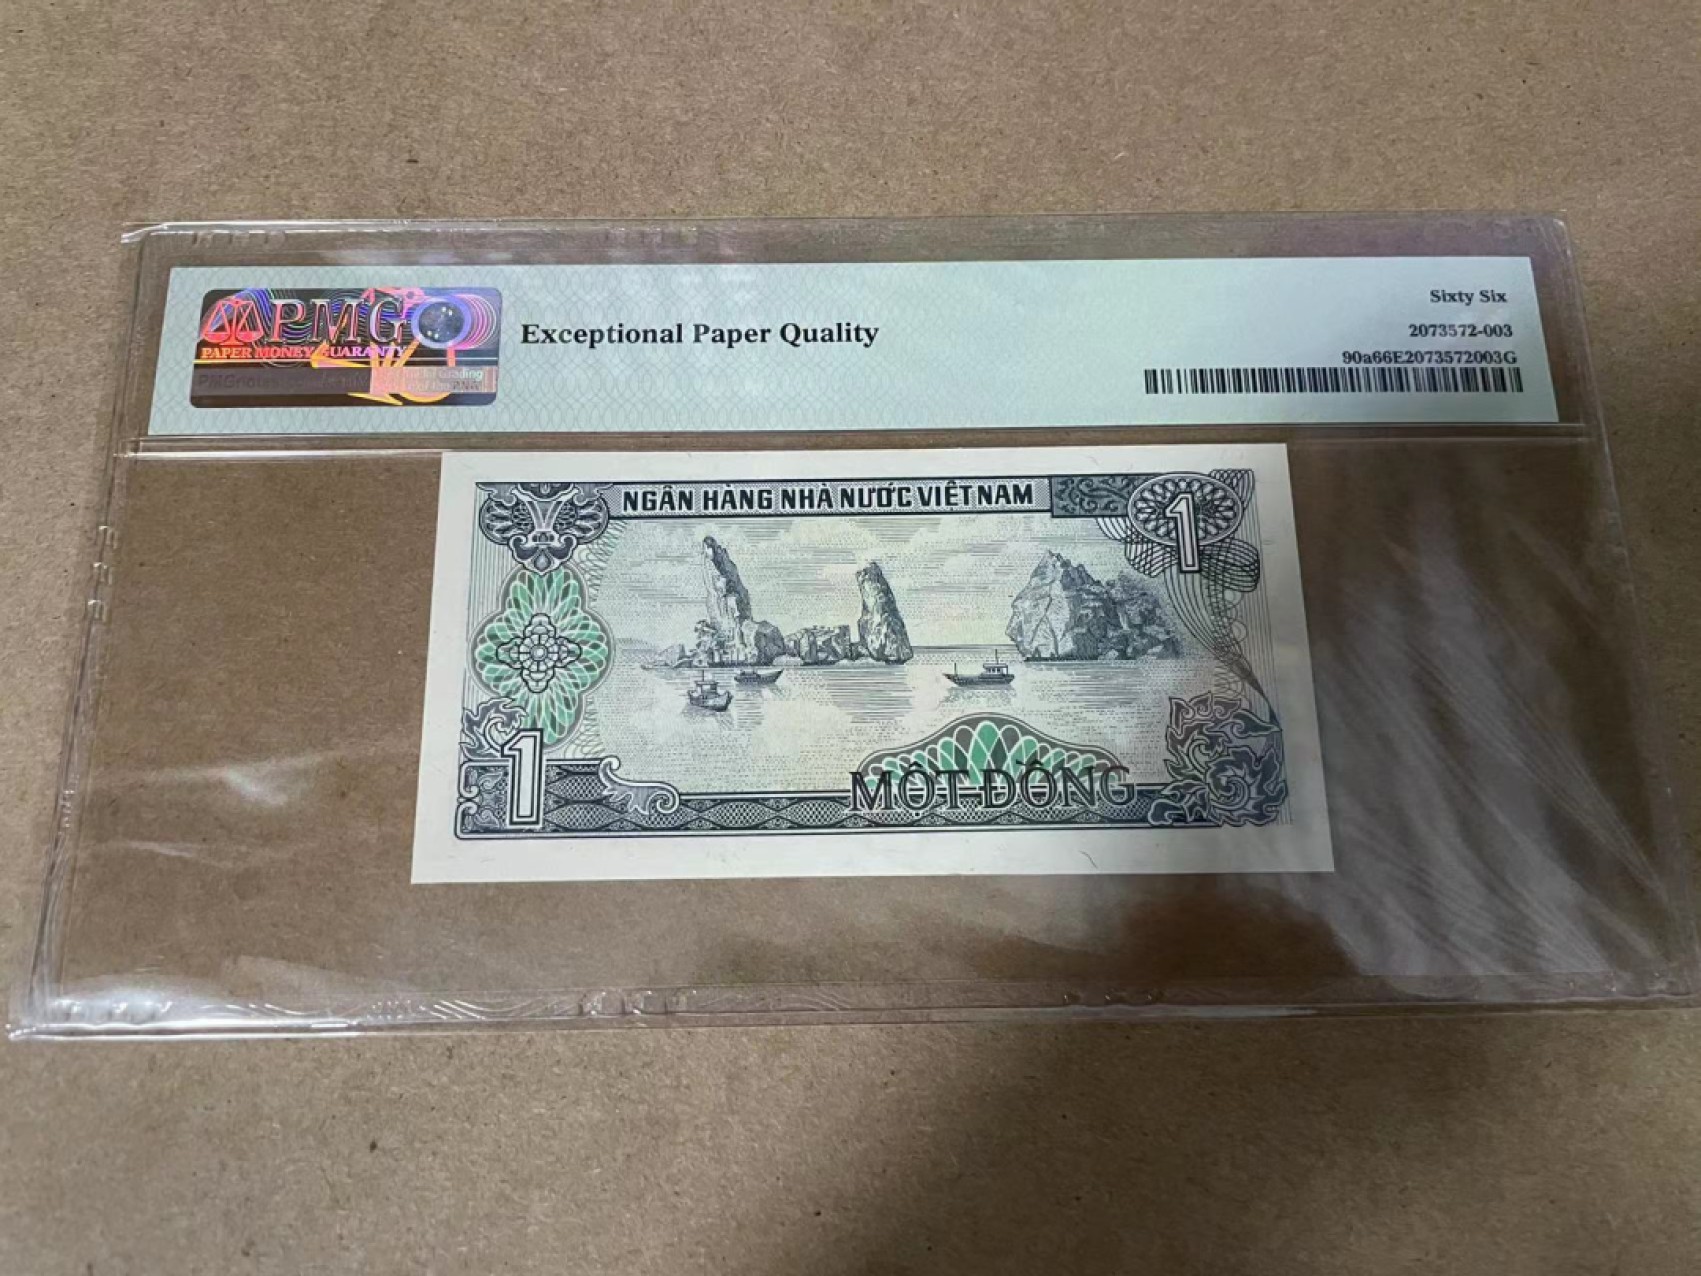 PMG
PAPER MONEY GUARANTY
Exceptional Paper Quality
Sixty Six
2073572-003
90a66E2073572003G
NGÂN HÀNG NHÀ NƯỚC VIỆT NAM
1
1
MỘT ĐỒNG